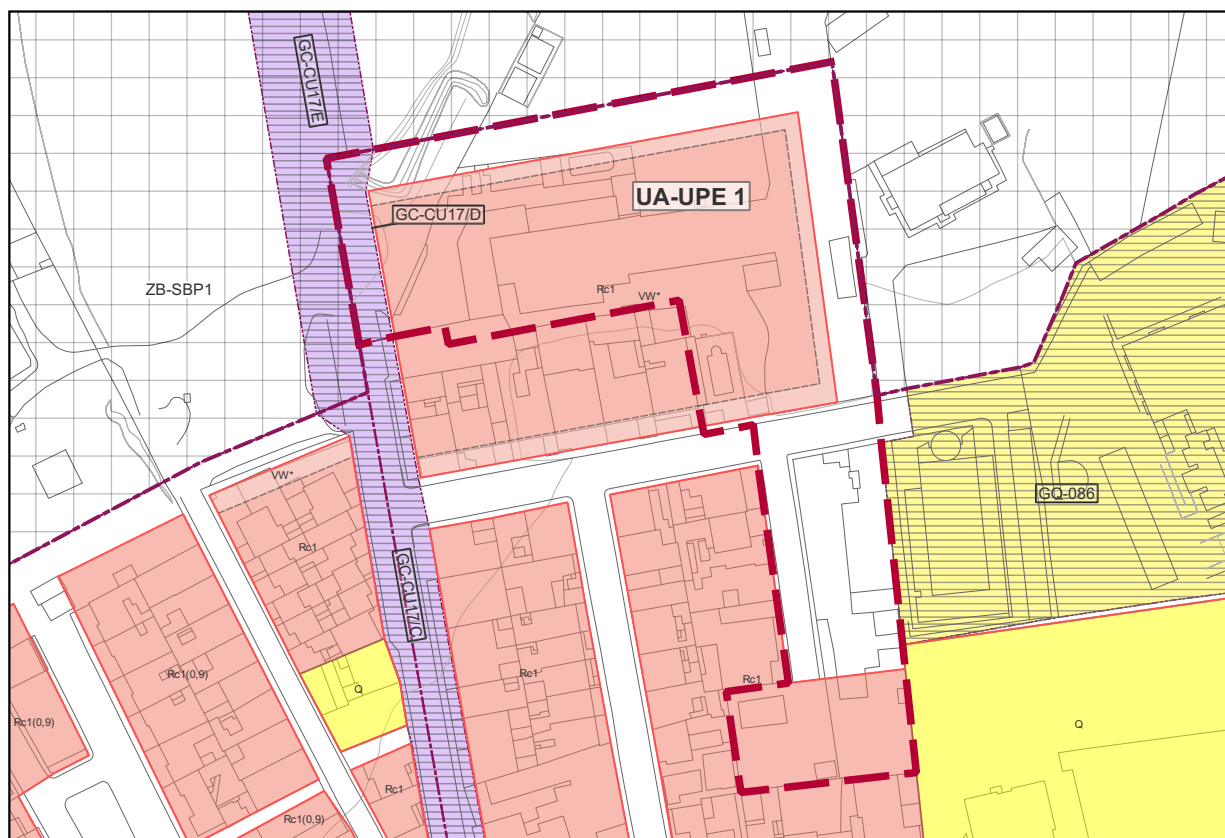 GC-CU17/E
UA-UPE 1
GC-CU17/D
ZB-SBP1
Rc1
VW*
VW*
GQ-086
Rc1
GC-CU17/C
Rc1(0,9)
Rc1
Rc1
Q
Rc1(0,9)
Q
Rc1
Rc1(0,9)